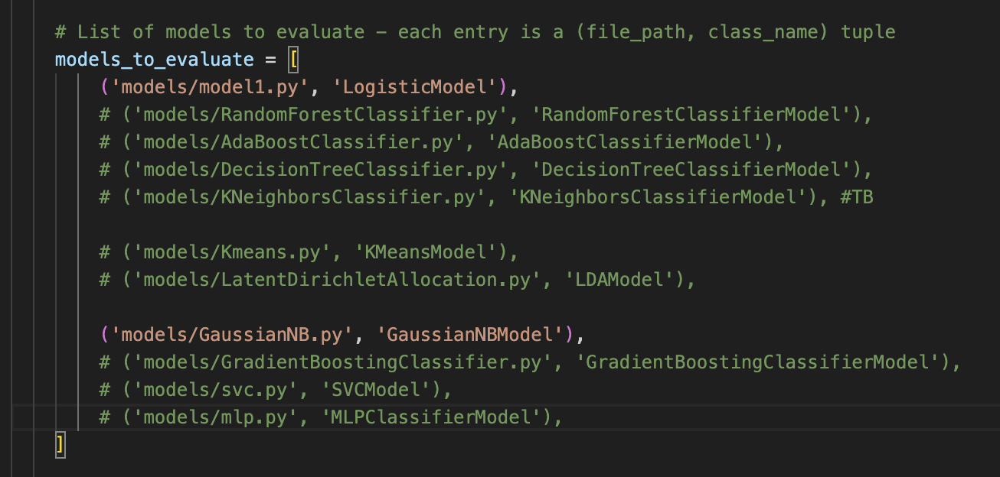 # List of models to evaluate - each entry is a (file_path, class_name) tuple
models_to_evaluate = [
('models/model1.py', 'LogisticModel'),
# ('models/RandomForestClassifier.py', 'RandomForestClassifierModel'),
# ('models/AdaBoostClassifier.py', 'AdaBoostClassifierModel'),
# ('models/DecisionTreeClassifier.py', 'DecisionTreeClassifierModel'),
# ('models/KNeighborsClassifier.py', 'KNeighborsClassifierModel'), #TB
# ('models/Kmeans.py', 'KMeansModel'),
# ('models/LatentDirichletAllocation.py', 'LDAModel'),
('models/GaussianNB.py', 'GaussianNBModel'),
# ('models/GradientBoostingClassifier.py', 'GradientBoostingClassifierModel'),
# ('models/svc.py', 'SVCModel'),
# ('models/mlp.py', 'MLPClassifierModel'),
]